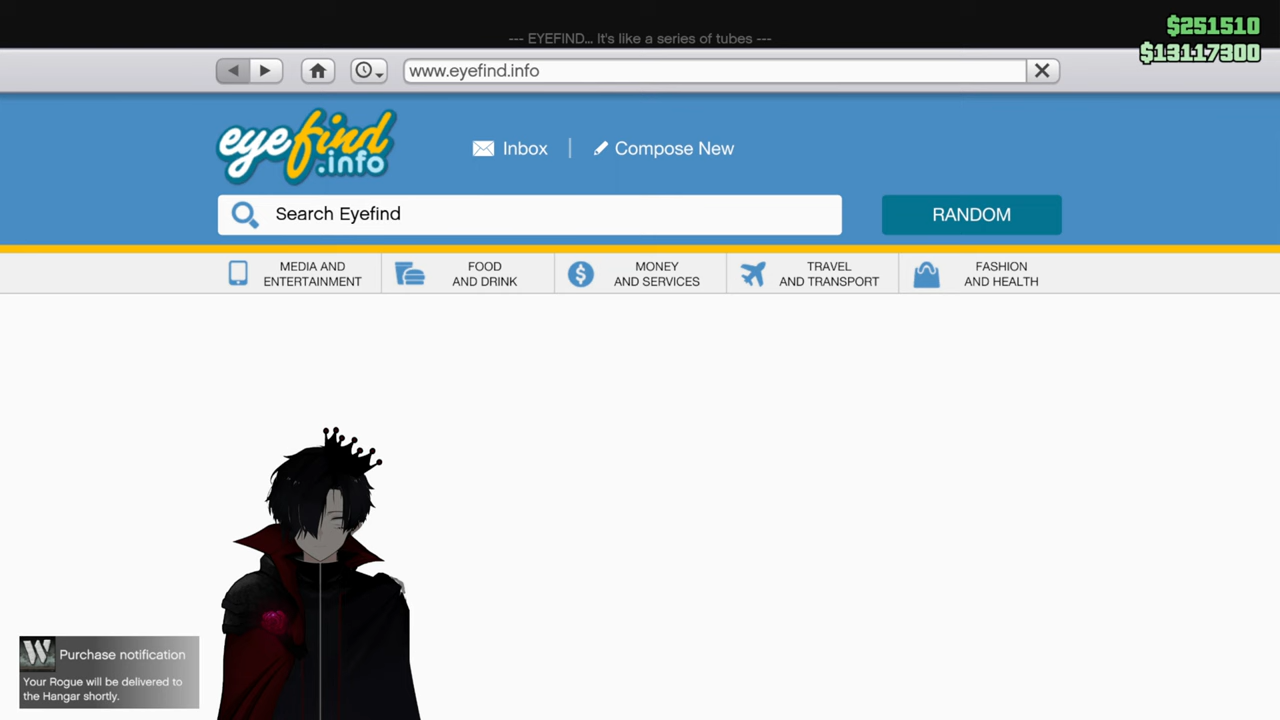 --- EYEFIND... It's like a series of tubes ---
$251510
$13117300
www.eyefind.info
eyefind
.info
Inbox
Compose New
Search Eyefind
RANDOM
MEDIA AND
ENTERTAINMENT
FOOD
AND DRINK
MONEY
AND SERVICES
TRAVEL
AND TRANSPORT
FASHION
AND HEALTH
W
Purchase notification
Your Rogue will be delivered to
the Hangar shortly.